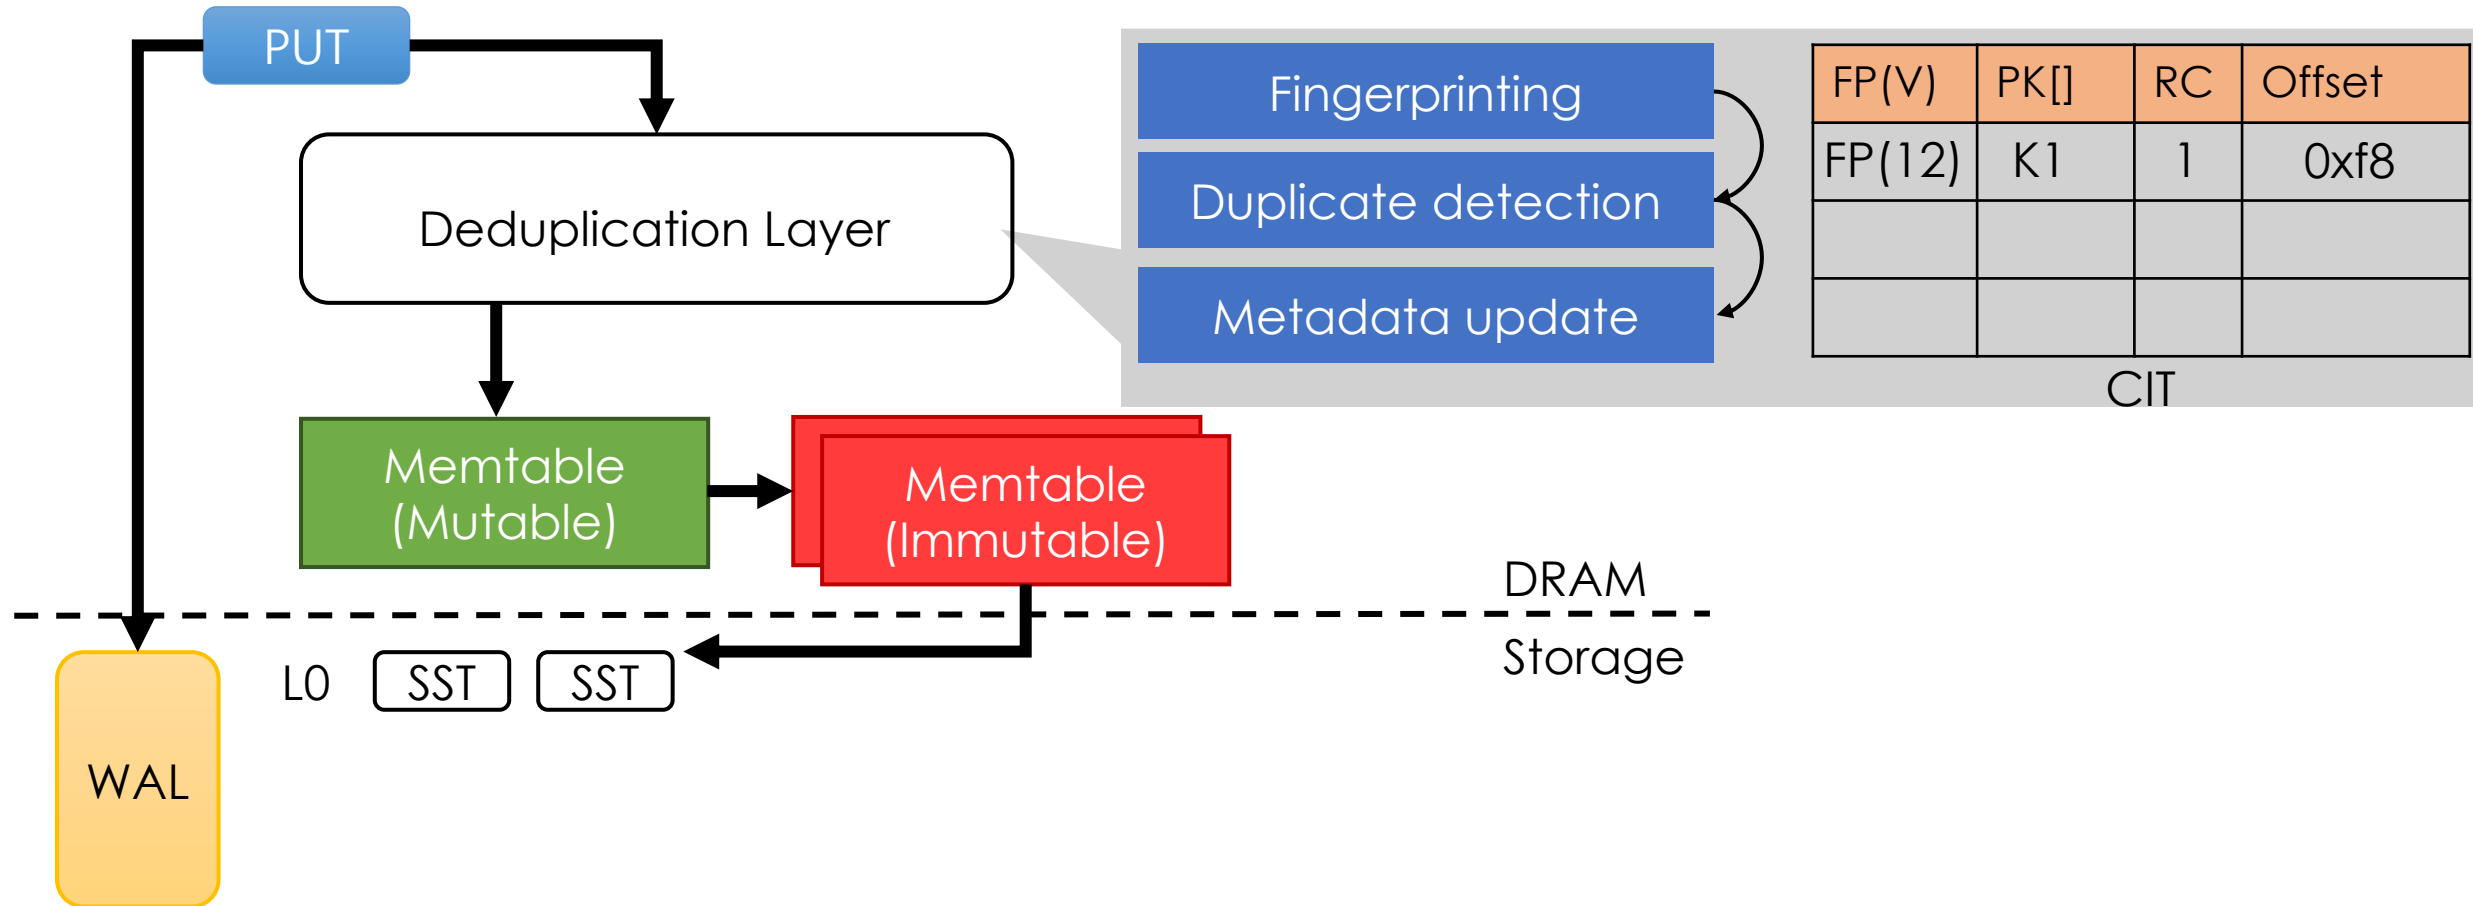 PUT
Deduplication Layer
Fingerprinting
Duplicate detection
Metadata update
FP(V) PK[] RC Offset
FP(12) K1 1 0xf8
CIT
Memtable
(Mutable)
Memtable
(Immutable)
DRAM
Storage
L0 SST SST
WAL